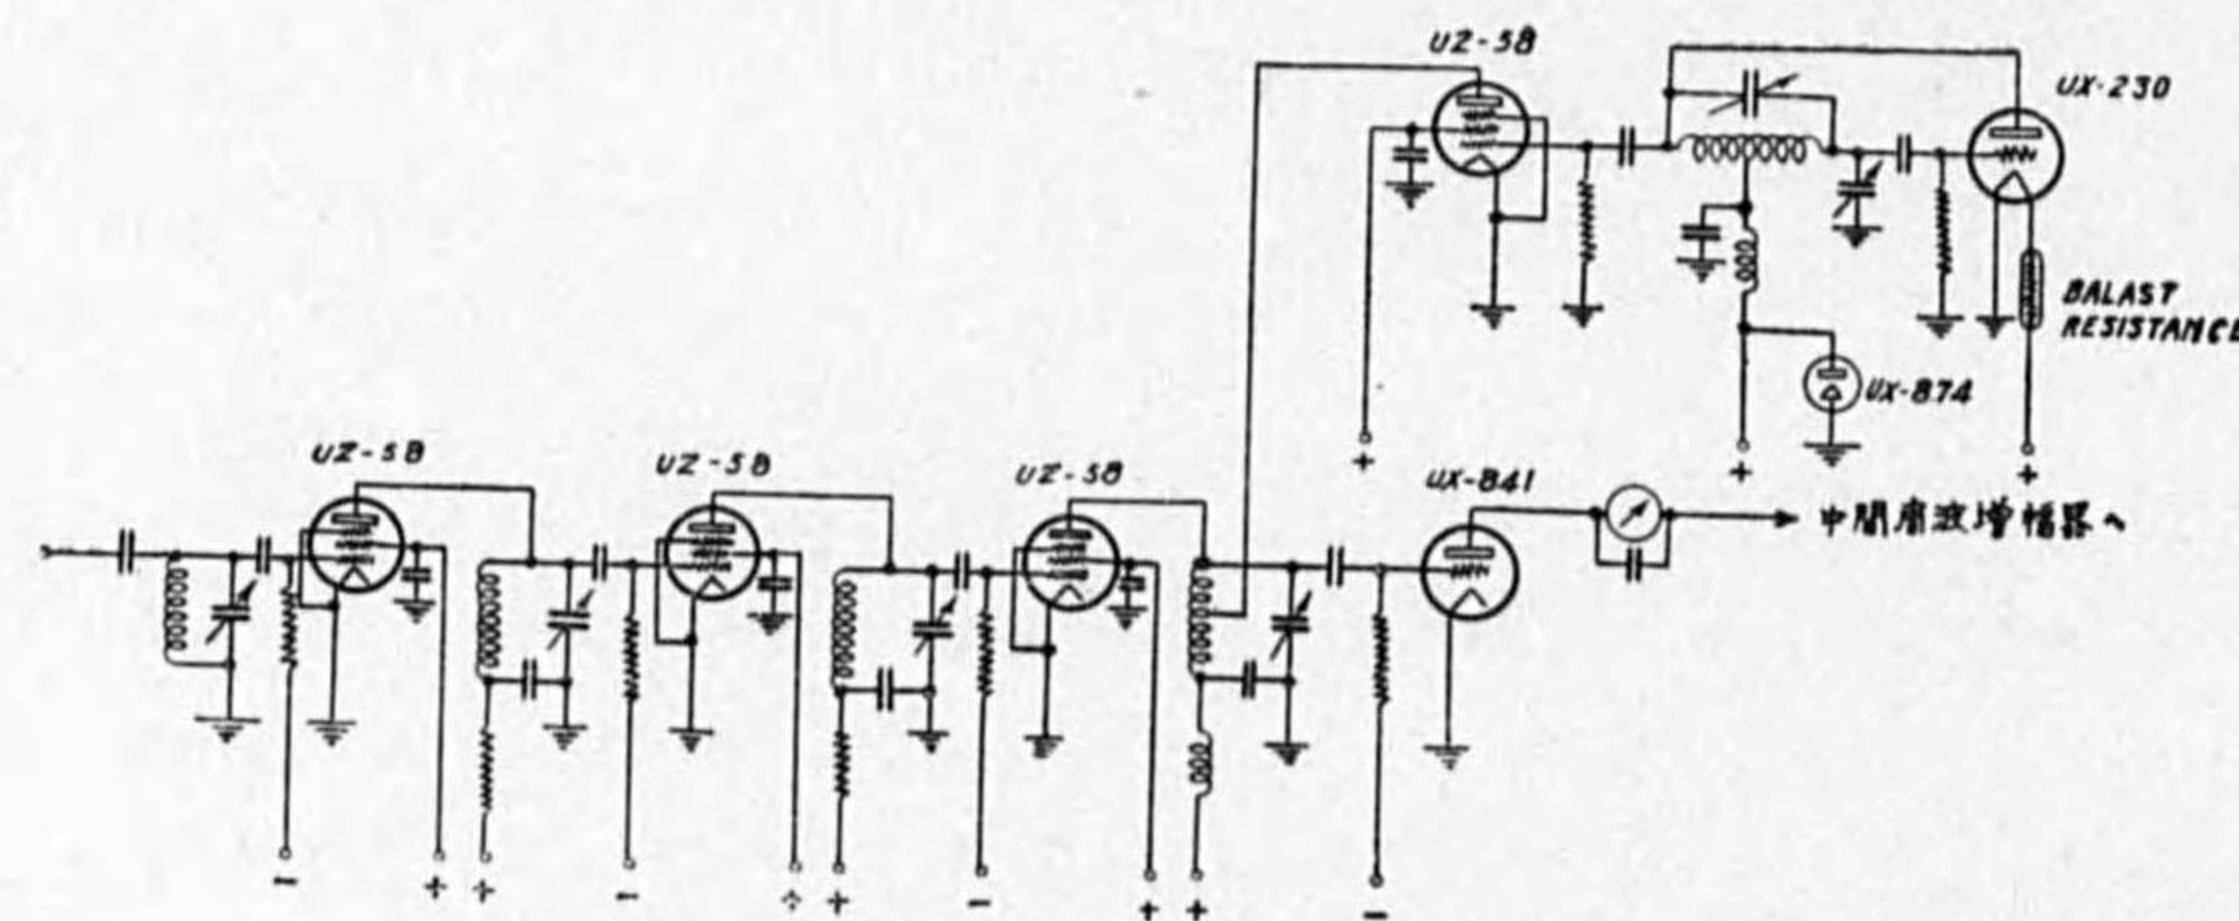 UZ-58
UX-230
BALAST
RESISTANCE
UX-874
+
+
+
UZ-58
UZ-58
UZ-58
UX-841
中間周波増幅器へ
-
+
+
-
+
+
-
+
+
-